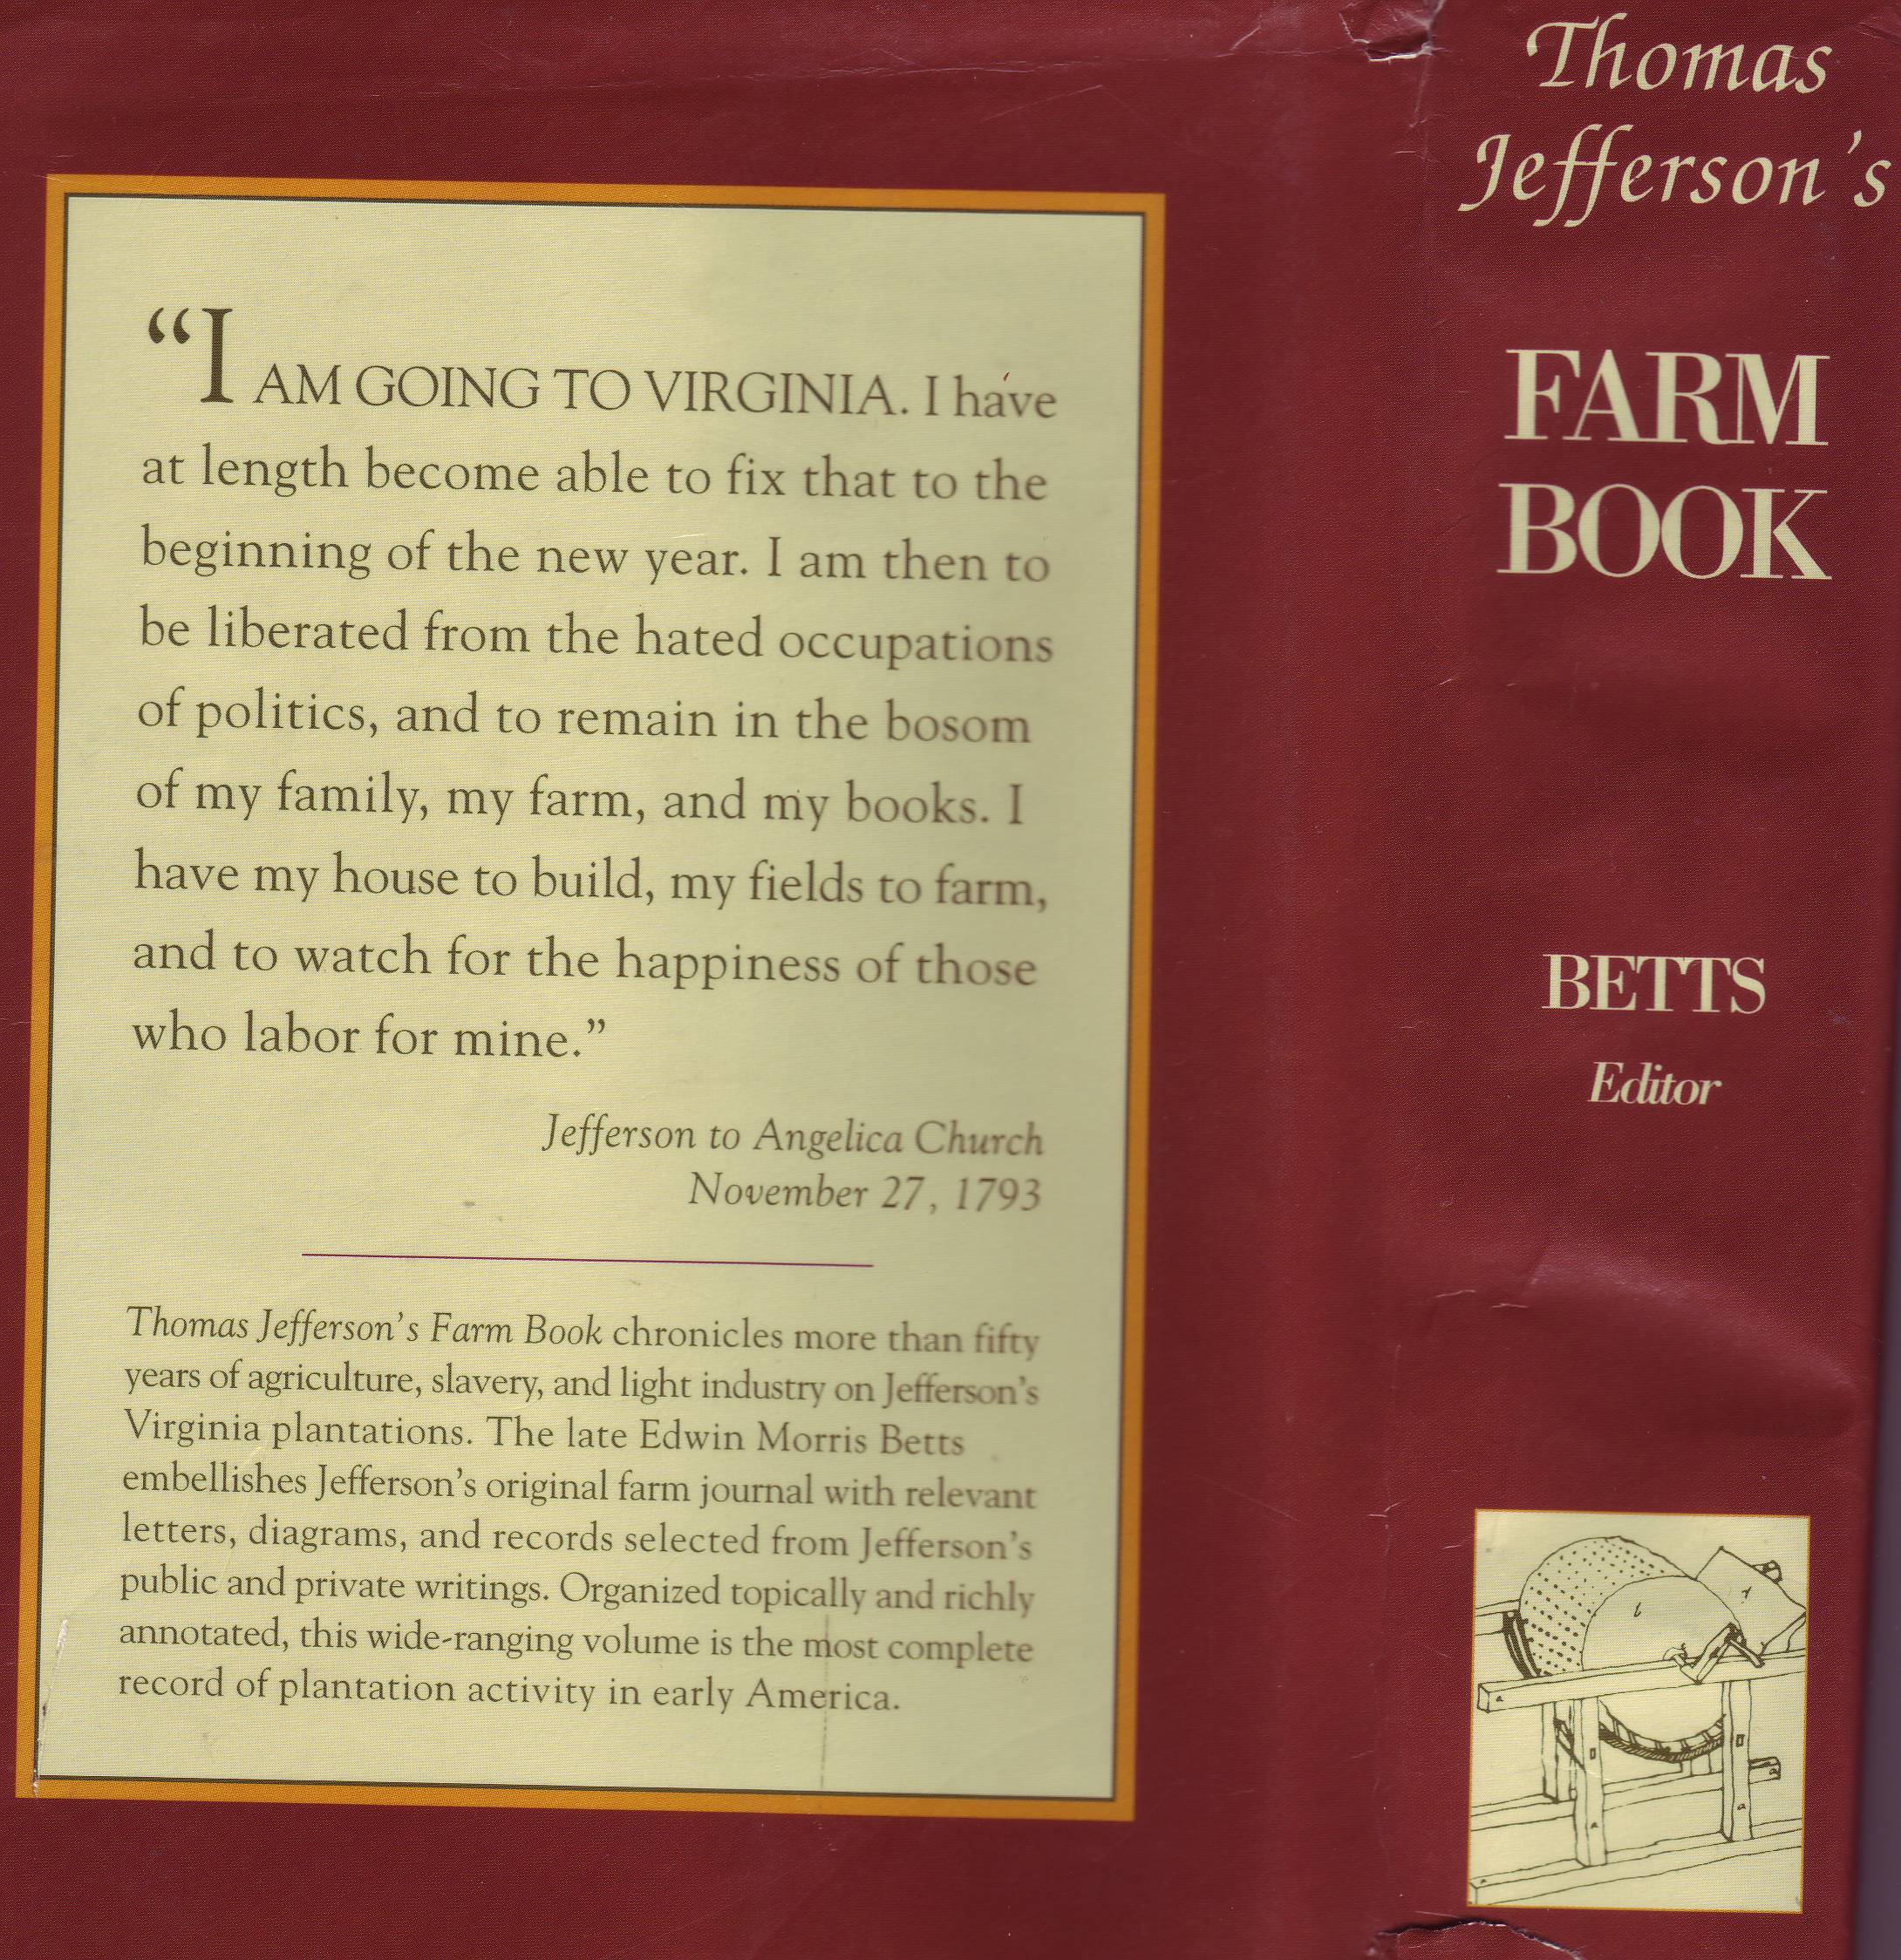 “I AM GOING TO VIRGINIA. I have
at length become able to fix that to the
beginning of the new year. I am then to
be liberated from the hated occupations
of politics, and to remain in the bosom
of my family, my farm, and my books. I
have my house to build, my fields to farm,
and to watch for the happiness of those
who labor for mine.”
Jefferson to Angelica Church
November 27, 1793
Thomas Jefferson’s Farm Book chronicles more than fifty
years of agriculture, slavery, and light industry on Jefferson’s
Virginia plantations. The late Edwin Morris Betts
embellishes Jefferson’s original farm journal with relevant
letters, diagrams, and records selected from Jefferson’s
public and private writings. Organized topically and richly
annotated, this wide-ranging volume is the most complete
record of plantation activity in early America.
Thomas
Jefferson’s
FARM
BOOK
BETTS
Editor